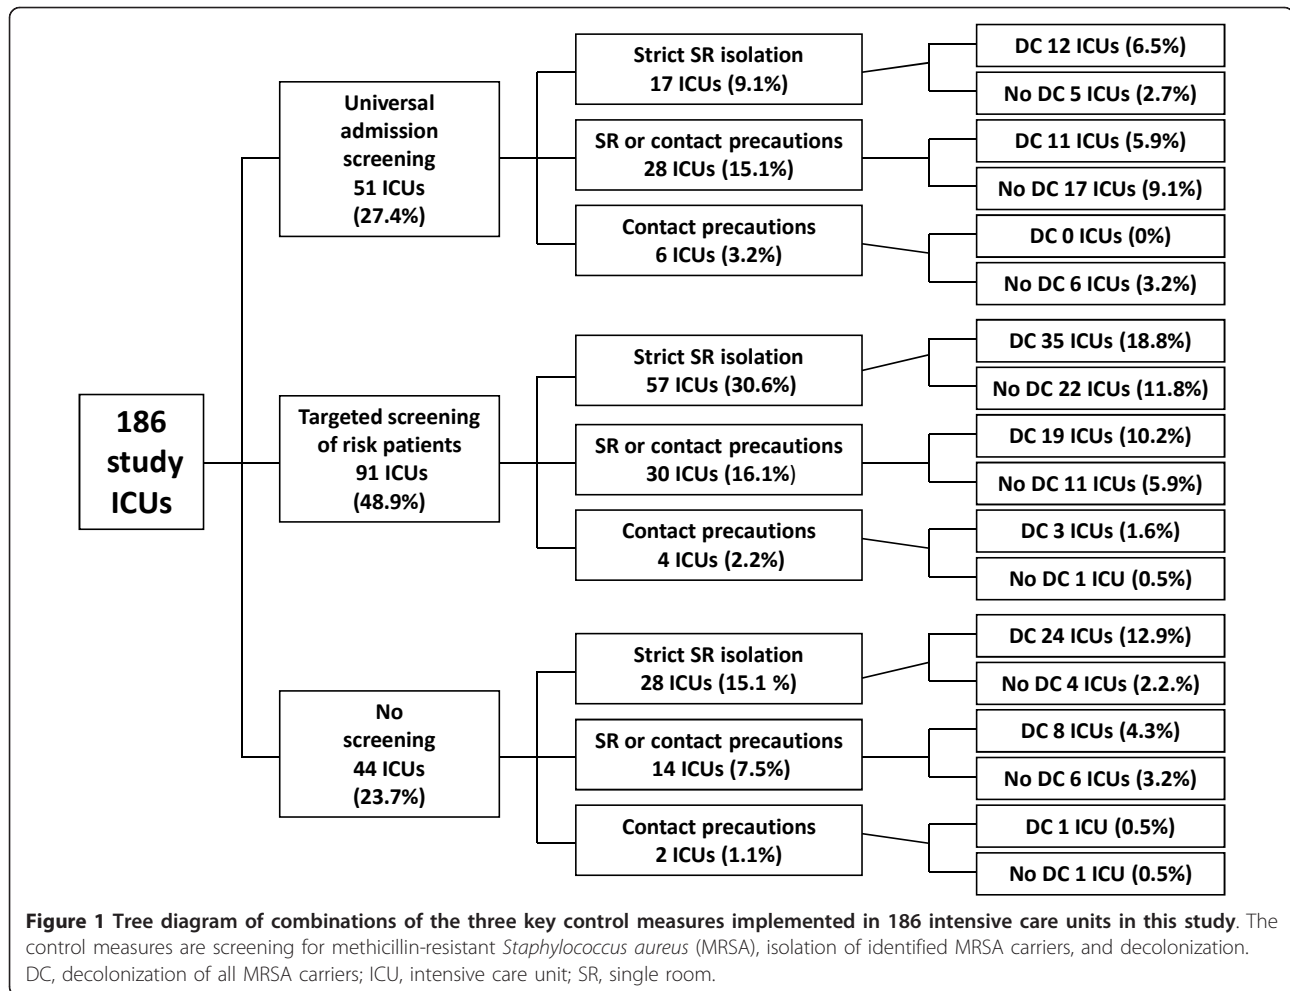 186
study
ICUs
Universal
admission
screening
51 ICUs
(27.4%)
Strict SR isolation
17 ICUs (9.1%)
DC 12 ICUs (6.5%)
No DC 5 ICUs (2.7%)
SR or contact precautions
28 ICUs (15.1%)
DC 11 ICUs (5.9%)
No DC 17 ICUs (9.1%)
Contact precautions
6 ICUs (3.2%)
DC 0 ICUs (0%)
No DC 6 ICUs (3.2%)
Targeted screening
of risk patients
91 ICUs
(48.9%)
Strict SR isolation
57 ICUs (30.6%)
DC 35 ICUs (18.8%)
No DC 22 ICUs (11.8%)
SR or contact precautions
30 ICUs (16.1%)
DC 19 ICUs (10.2%)
No DC 11 ICUs (5.9%)
Contact precautions
4 ICUs (2.2%)
DC 3 ICUs (1.6%)
No DC 1 ICU (0.5%)
No
screening
44 ICUs
(23.7%)
Strict SR isolation
28 ICUs (15.1 %)
DC 24 ICUs (12.9%)
No DC 4 ICUs (2.2.%)
SR or contact precautions
14 ICUs (7.5%)
DC 8 ICUs (4.3%)
No DC 6 ICUs (3.2%)
Contact precautions
2 ICUs (1.1%)
DC 1 ICU (0.5%)
No DC 1 ICU (0.5%)
Figure 1 Tree diagram of combinations of the three key control measures implemented in 186 intensive care units in this study. The
control measures are screening for methicillin-resistant Staphylococcus aureus (MRSA), isolation of identified MRSA carriers, and decolonization.
DC, decolonization of all MRSA carriers; ICU, intensive care unit; SR, single room.